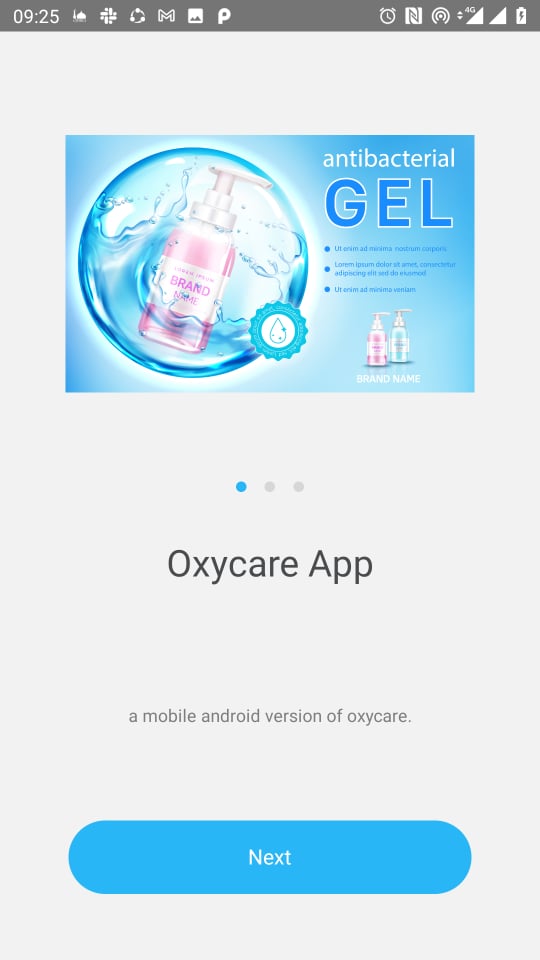 09:25
4G
antibacterial
GEL
Ut enim ad minima nostrum corporis
Lorem ipsum dolor sit amet, consectetur
adipiscing elit sed do eiusmod
Ut enim ad minima veniam
LOREM IPSUM
BRAND
NAME
BRAND NAME
Oxycare App
a mobile android version of oxycare.
Next